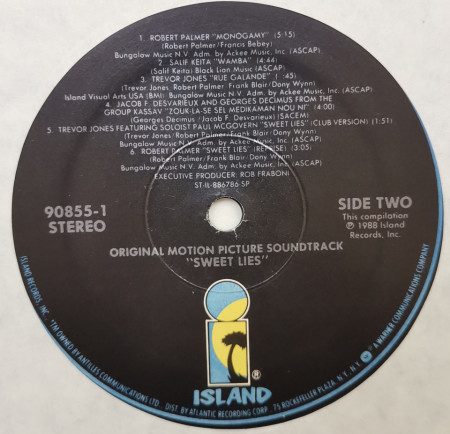 1. ROBERT PALMER "MONOGAMY" (5:15)
(Robert Palmer/Francis Bebey)
Bungalow Music N.V. Adm. by Ackee Music, Inc. (ASCAP)
2. SALIF KEITA "WAMBA" (4:44)
(Salif Keita) Black Lion Music (ASCAP)
3. TREVOR JONES "RUE GALANDE" (:45)
(Trevor Jones/Robert Palmer/Frank Blair/Dony Wynn)
Island Visual Arts USA (BMI)/Bungalow Music N.V. Adm. by Ackee Music, Inc. (ASCAP)
4. JACOB F. DESVARIEUX AND GEORGES DECIMUS FROM THE
GROUP KASSAV' "ZOUK-LA-SE SEL MEDIKAMAN NOU NI" (4:00)
(Georges Decimus/Jacob F. Desvarieux) (SACEM)
5. TREVOR JONES FEATURING SOLOIST PAUL MCGOVERN "SWEET LIES" (CLUB VERSION) (1:51)
(Trevor Jones/Robert Palmer/Frank Blair/Dony Wynn)
Bungalow Music N.V. Adm. by Ackee Music, Inc. (ASCAP)
6. ROBERT PALMER "SWEET LIES" (REPRISE) (3:05)
(Robert Palmer/Frank Blair/Dony Wynn)
Bungalow Music N.V. Adm. by Ackee Music, Inc. (ASCAP)
EXECUTIVE PRODUCER: ROB FRABONI
ST-IL-886786-SP
90855-1
STEREO
SIDE TWO
This compilation
℗ 1988 Island
Records, Inc.
ORIGINAL MOTION PICTURE SOUNDTRACK
"SWEET LIES"
®
ISLAND
ISLAND RECORDS, INC. *TM OWNED BY ANTILLES COMMUNICATIONS LTD. DIST. BY ATLANTIC RECORDING CORP., 75 ROCKEFELLER PLAZA, N.Y. N.Y. A WARNER COMMUNICATIONS COMPANY